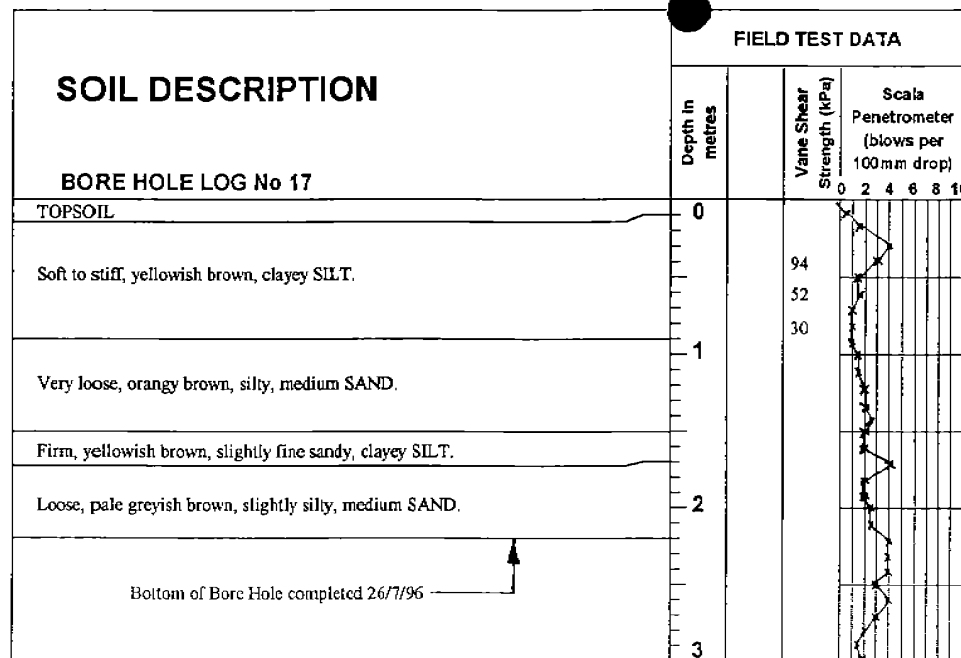 FIELD TEST DATA
SOIL DESCRIPTION
BORE HOLE LOG No 17
Depth in
metres
Vane Shear
Strength (kPa)
Scala
Penetrometer
(blows per
100mm drop)
0 2 4 6 8 10
TOPSOIL
0
Soft to stiff, yellowish brown, clayey SILT.
94
52
30
1
Very loose, orangy brown, silty, medium SAND.
Firm, yellowish brown, slightly fine sandy, clayey SILT.
Loose, pale greyish brown, slightly silty, medium SAND.
2
Bottom of Bore Hole completed 26/7/96
3